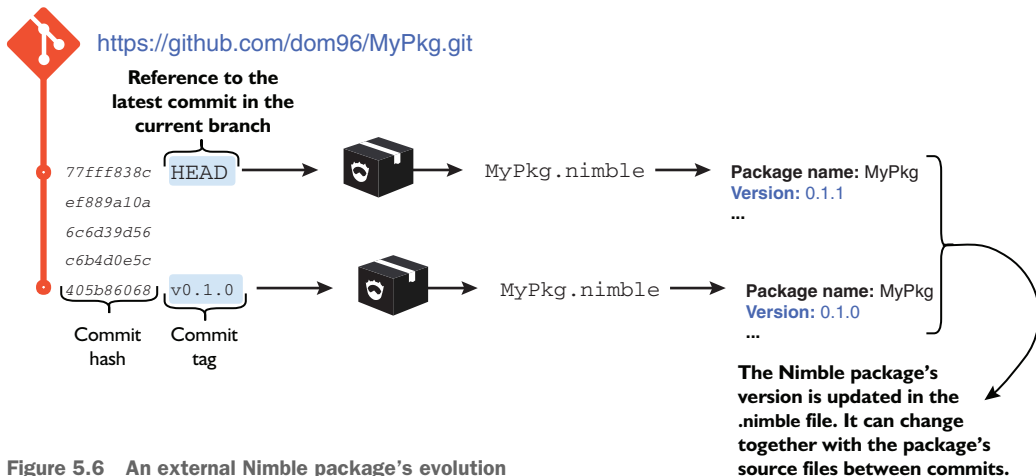 https://github.com/dom96/MyPkg.git
Reference to the
latest commit in the
current branch
77fff838c HEAD MyPkg.nimble
Package name: MyPkg
Version: 0.1.1
...
ef889a10a
6c6d39d56
c6b4d0e5c
405b86068 v0.1.0 MyPkg.nimble
Package name: MyPkg
Version: 0.1.0
...
Commit
hash
Commit
tag
The Nimble package's
version is updated in the
.nimble file. It can change
together with the package's
source files between commits.
Figure 5.6 An external Nimble package's evolution